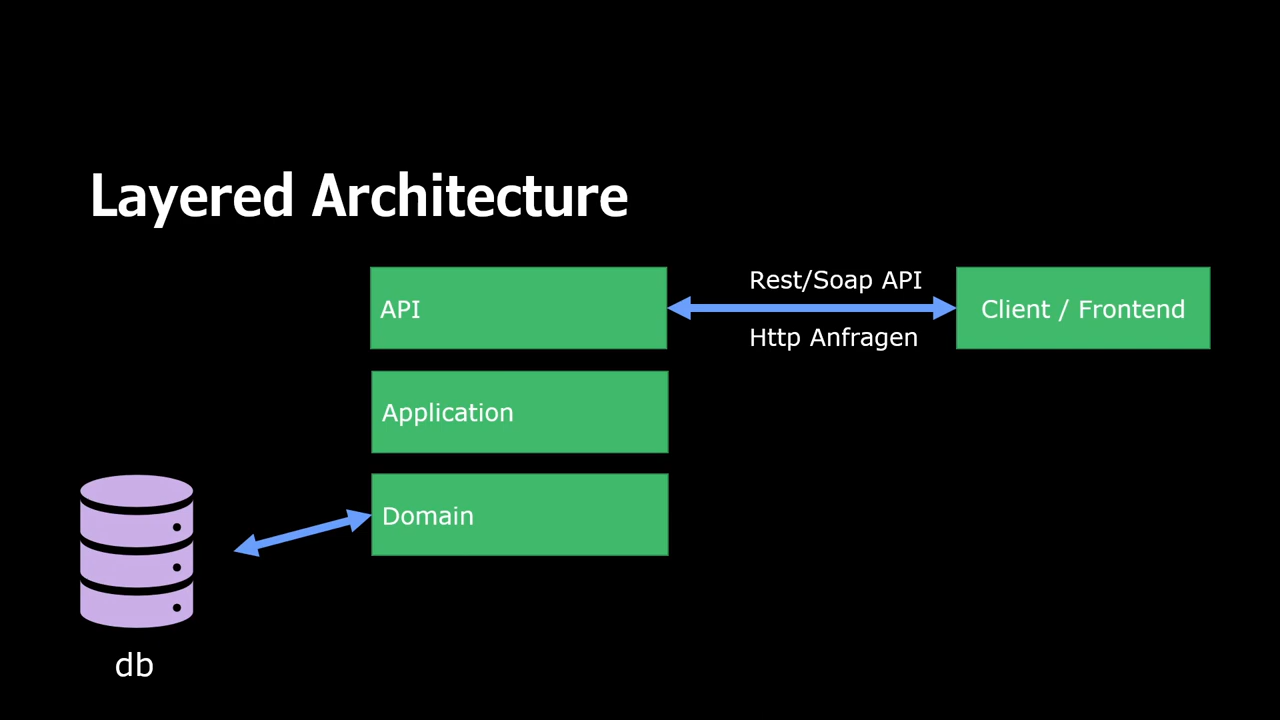 Layered Architecture
API
Rest/Soap API
Http Anfragen
Client / Frontend
Application
Domain
db